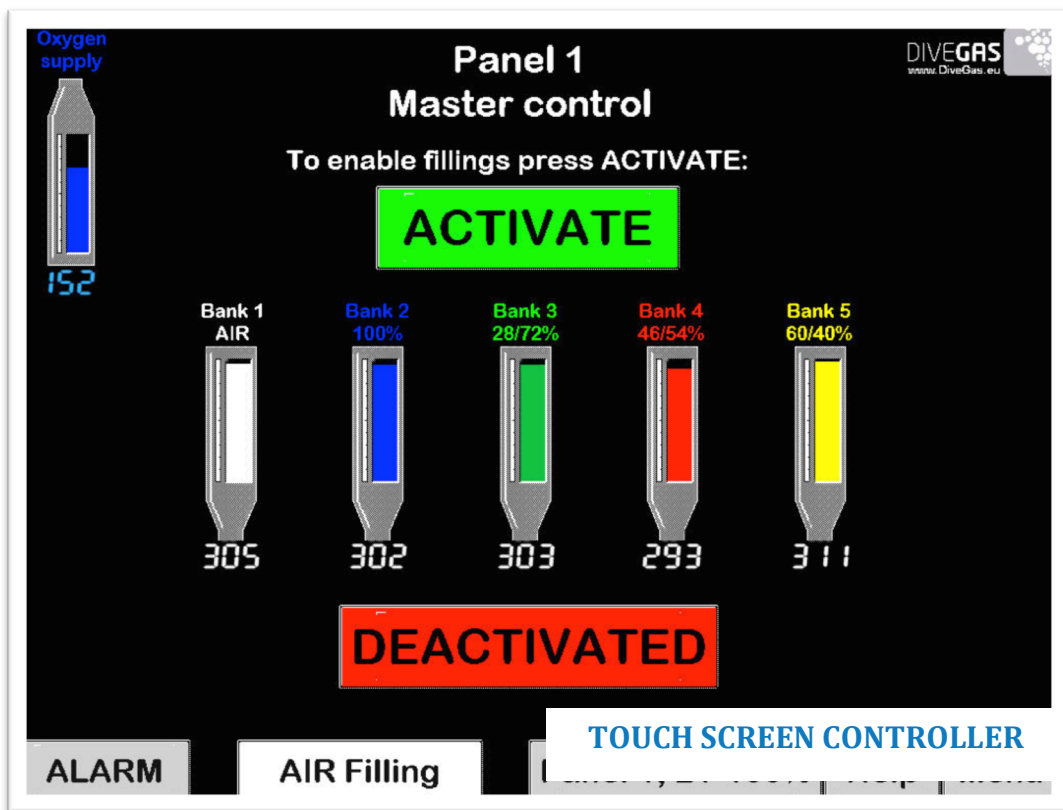 Oxygen
supply
Panel 1
Master control
DIVEGAS
www.DiveGas.eu
To enable fillings press ACTIVATE:
ACTIVATE
152
Bank 1
AIR
Bank 2
100%
Bank 3
28/72%
Bank 4
46/54%
Bank 5
60/40%
305
302
303
293
311
DEACTIVATED
TOUCH SCREEN CONTROLLER
ALARM
AIR Filling